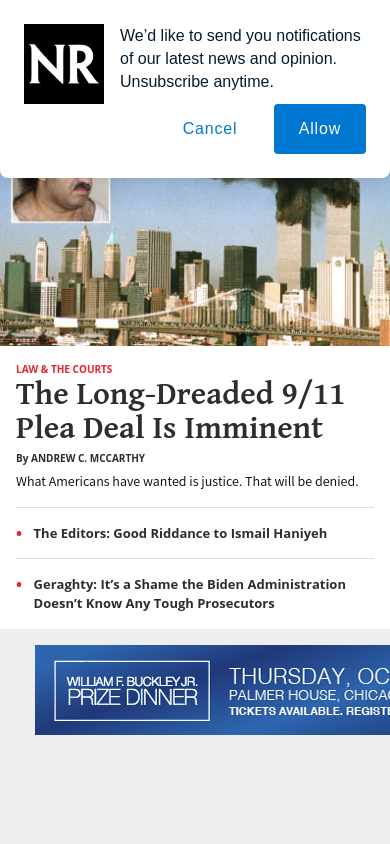 NR
We’d like to send you notifications
of our latest news and opinion.
Unsubscribe anytime.
Cancel
Allow
LAW & THE COURTS
The Long-Dreaded 9/11
Plea Deal Is Imminent
By ANDREW C. MCCARTHY
What Americans have wanted is justice. That will be denied.
• The Editors: Good Riddance to Ismail Haniyeh
• Geraghty: It’s a Shame the Biden Administration
Doesn’t Know Any Tough Prosecutors
WILLIAM F. BUCKLEY JR.
PRIZE DINNER
THURSDAY, OC
PALMER HOUSE, CHICA
TICKETS AVAILABLE. REGIST